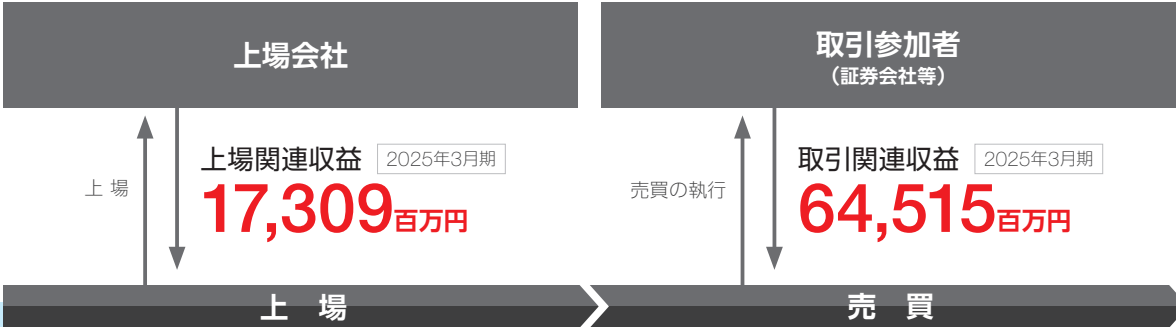 上場会社
上場
上場関連収益 2025年3月期
17,309百万円
上 場
取引参加者
（証券会社等）
売買の執行
取引関連収益 2025年3月期
64,515百万円
売 買